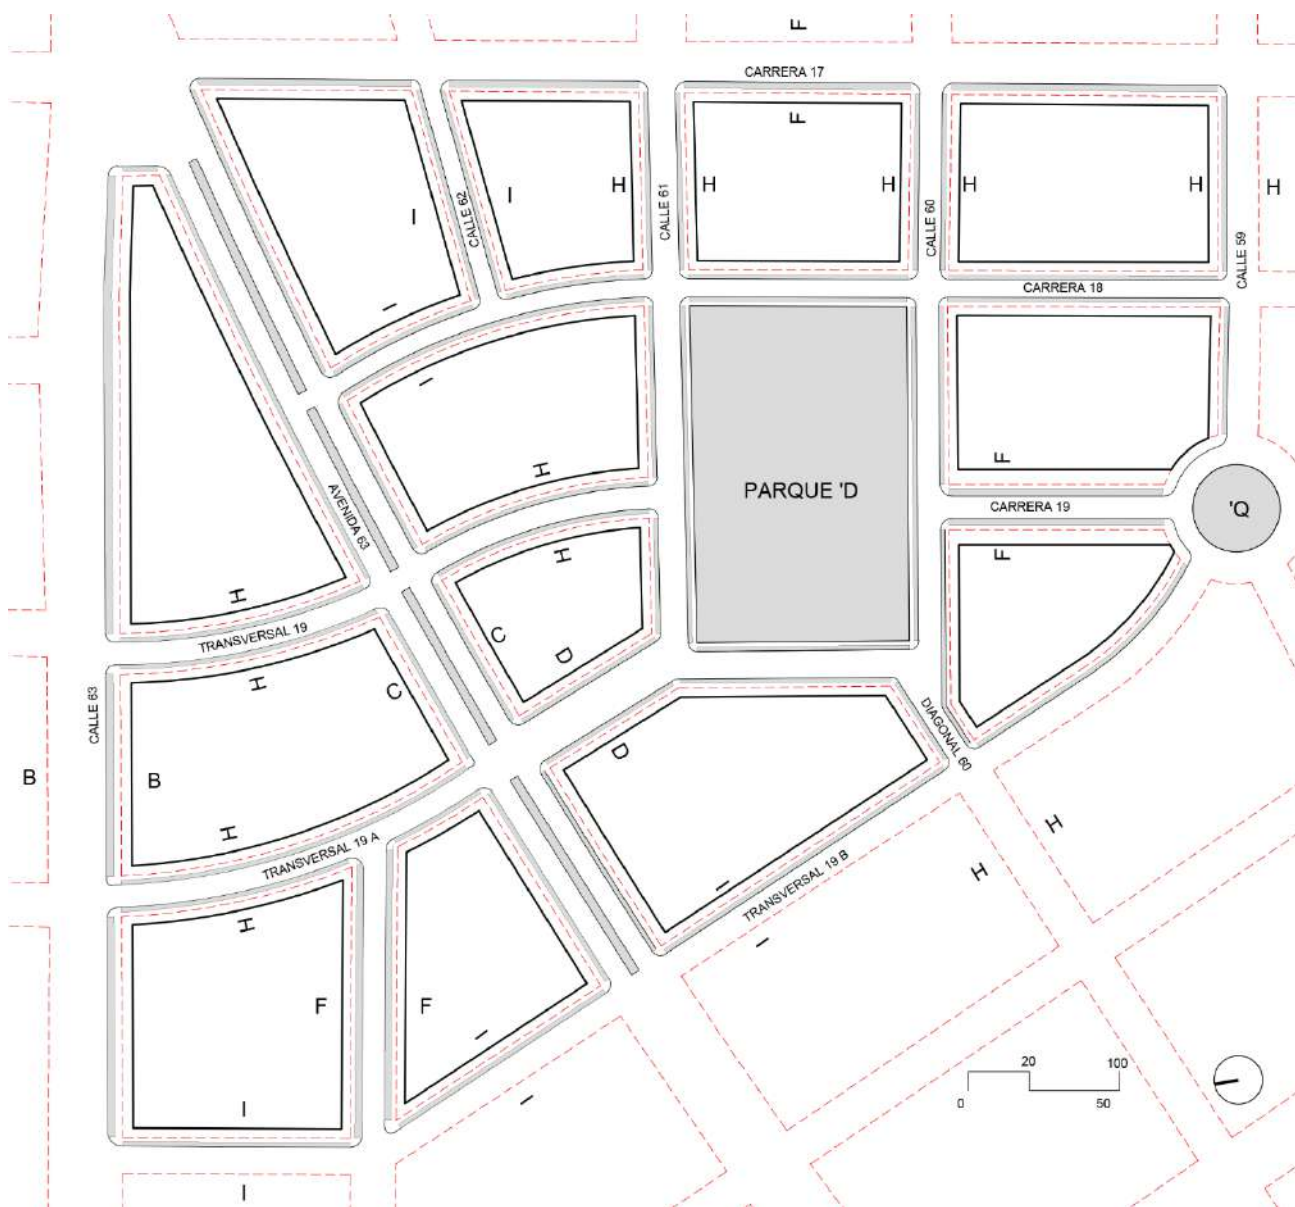 F
CARRERA 17
F
I
I
H
H
H
H
H
H
CALLE 62
CALLE 61
CALLE 60
CALLE 59
CARRERA 18
I
I
F
H
PARQUE 'D
CARRERA 19
'Q
AVENIDA 63
F
H
H
C
D
TRANSVERSAL 19
H
C
CALLE 63
B
B
H
D
DIAGONAL 60
TRANSVERSAL 19 A
H
H
TRANSVERSAL 19 B
I
I
H
F
F
I
I
I
I
20
100
0
50